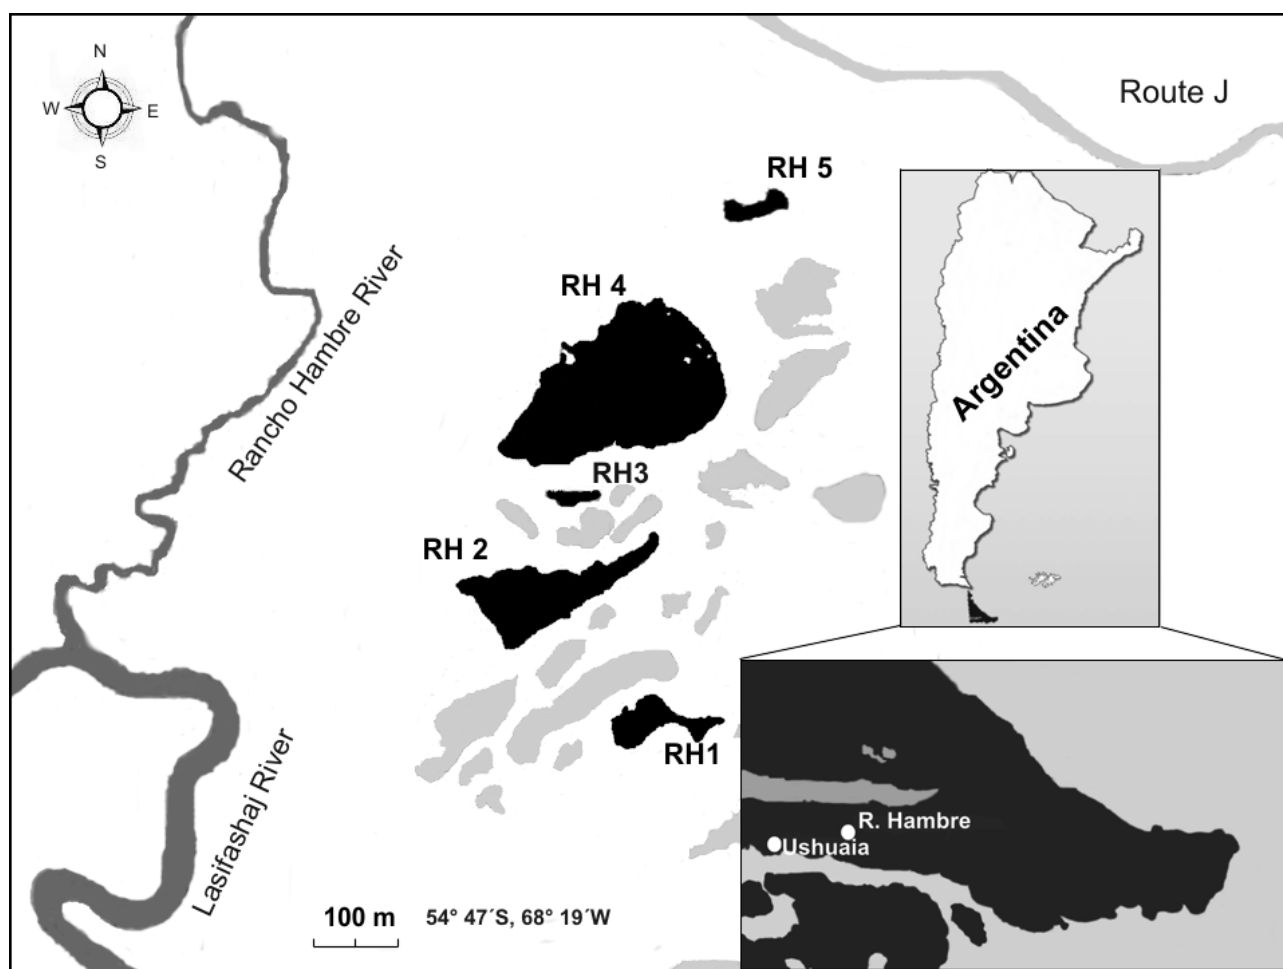 N
W
E
S
Route J
RH 5
RH 4
Rancho Hambre River
Argentina
RH3
RH 2
RH1
Lasifashaj River
R. Hambre
Ushuaia
100 m
54° 47´S, 68° 19´W